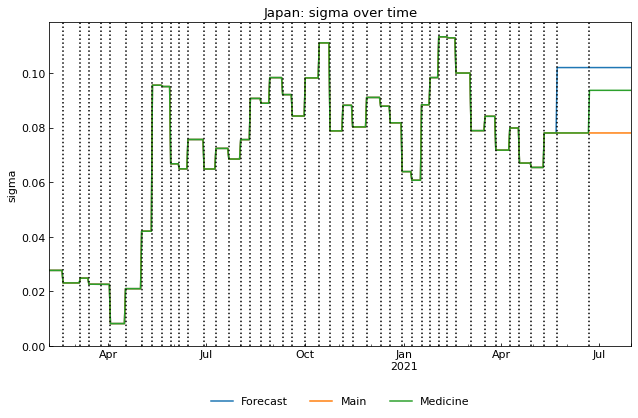 Japan: sigma over time
sigma
0.10
0.08
0.06
0.04
0.02
0.00
Apr Jul Oct Jan Apr Jul
2021
Forecast Main Medicine